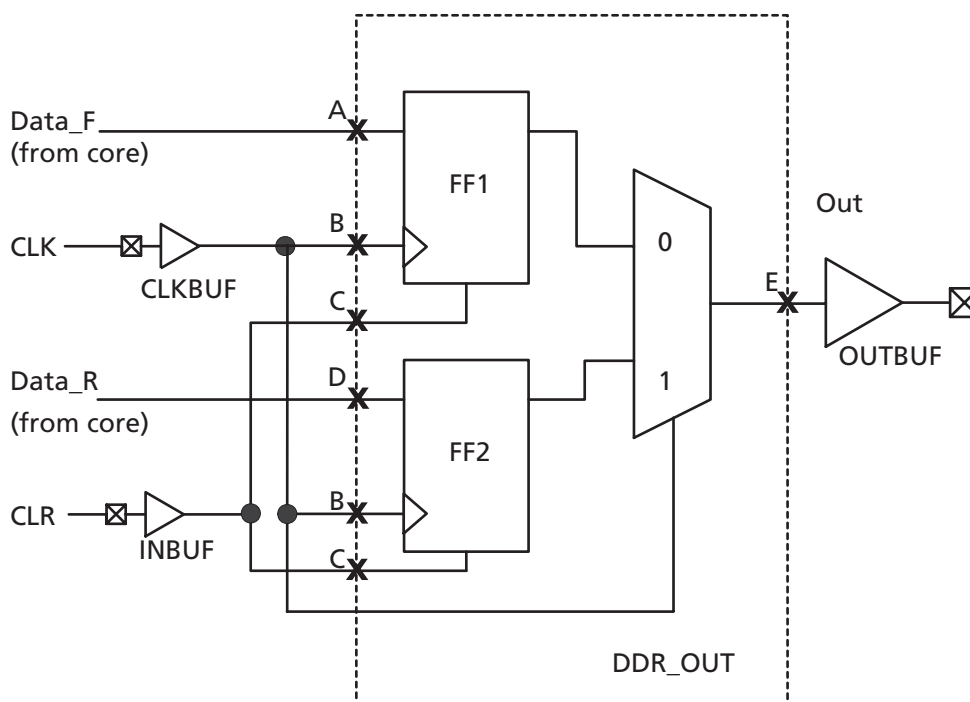 Data_F
(from core)
A
FF1
CLK
CLKBUF
B
C
0
Out
E
OUTBUF
Data_R
(from core)
D
1
FF2
CLR
INBUF
B
C
DDR_OUT